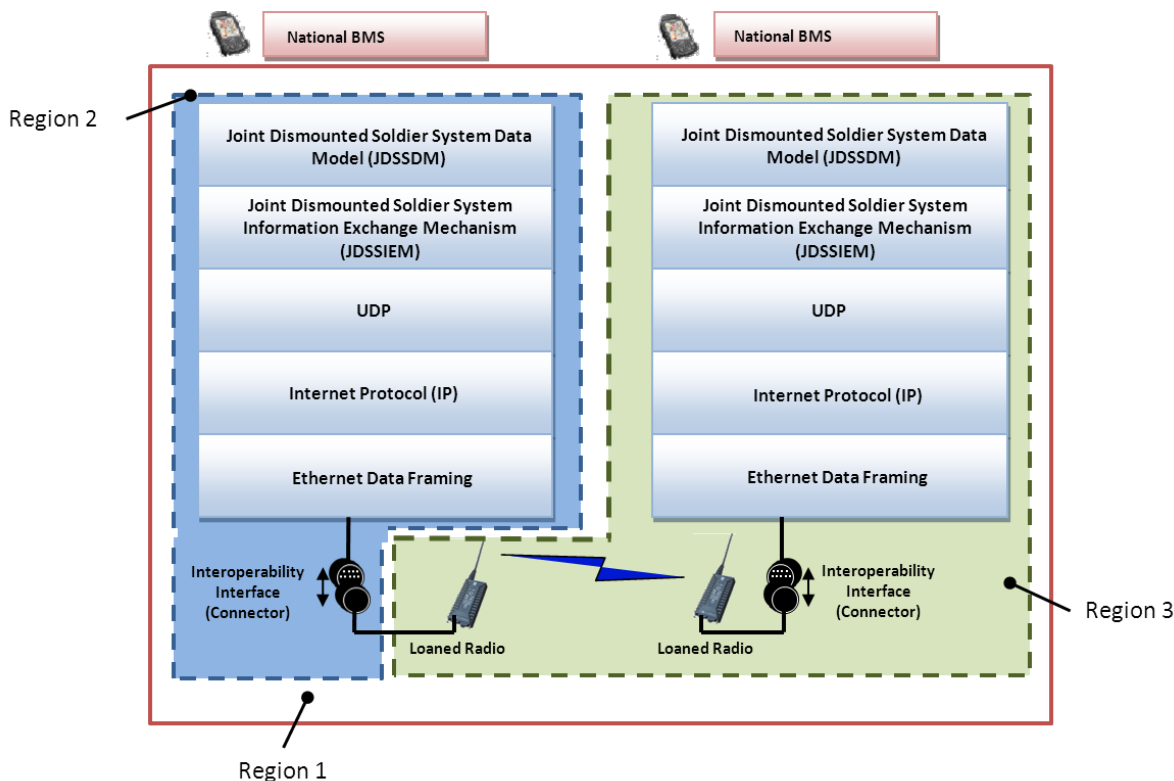 National BMS
National BMS
Region 2
Joint Dismounted Soldier System Data
Model (JDSSDM)
Joint Dismounted Soldier System
Information Exchange Mechanism
(JDSSIEM)
UDP
Internet Protocol (IP)
Ethernet Data Framing
Interoperability
Interface
(Connector)
Loaned Radio
Joint Dismounted Soldier System Data
Model (JDSSDM)
Joint Dismounted Soldier System
Information Exchange Mechanism
(JDSSIEM)
UDP
Internet Protocol (IP)
Ethernet Data Framing
Interoperability
Interface
(Connector)
Loaned Radio
Region 3
Region 1